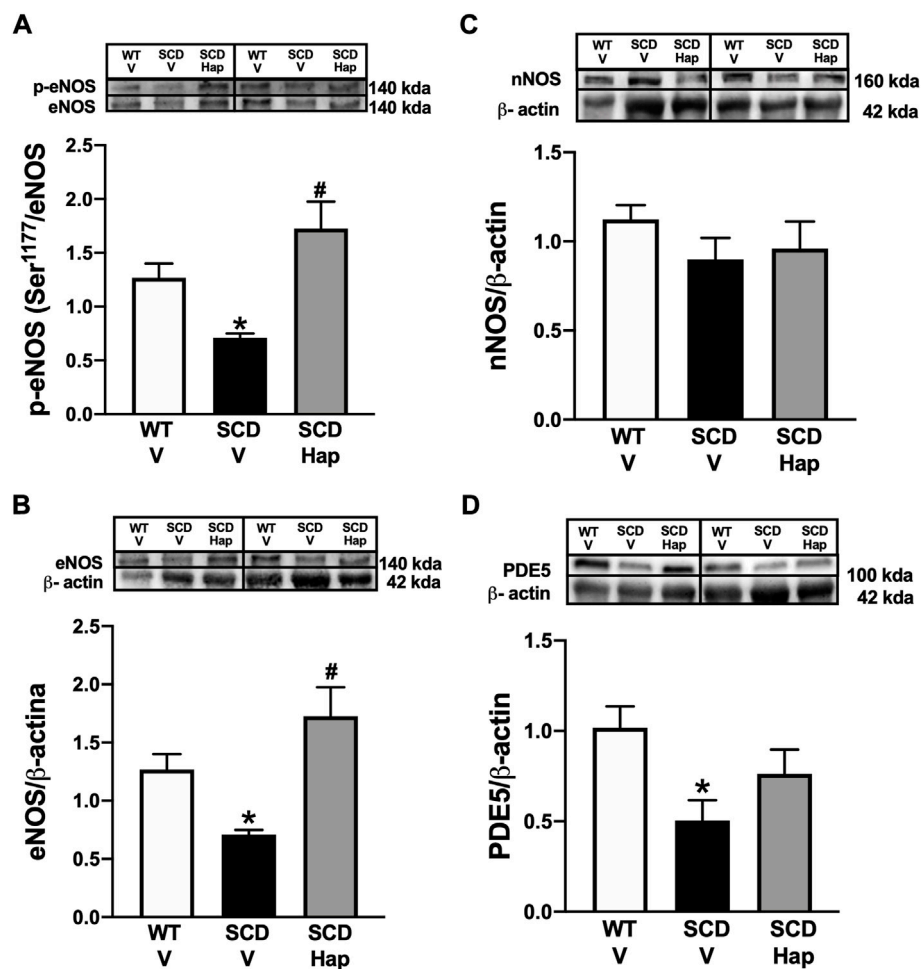 A
WT SCD SCD WT SCD SCD
V V Hap V V Hap
p-eNOS 140 kda
eNOS 140 kda
p-eNOS (Ser1177/eNOS
2.5
2.0
#
1.5
1.0
*
0.5
0.0
WT SCD SCD
V V Hap
B
WT SCD SCD WT SCD SCD
V V Hap V V Hap
eNOS 140 kda
β- actin 42 kda
eNOS/β-actina
2.5
2.0
#
1.5
1.0
*
0.5
0.0
WT SCD SCD
V V Hap
C
WT SCD SCD WT SCD SCD
V V Hap V V Hap
nNOS 160 kda
β- actin 42 kda
nNOS/β-actin
1.5
1.0
0.5
0.0
WT SCD SCD
V V Hap
D
WT SCD SCD WT SCD SCD
V V Hap V V Hap
PDE5 100 kda
β- actin 42 kda
PDE5/β-actin
1.5
1.0
*
0.5
0.0
WT SCD SCD
V V Hap